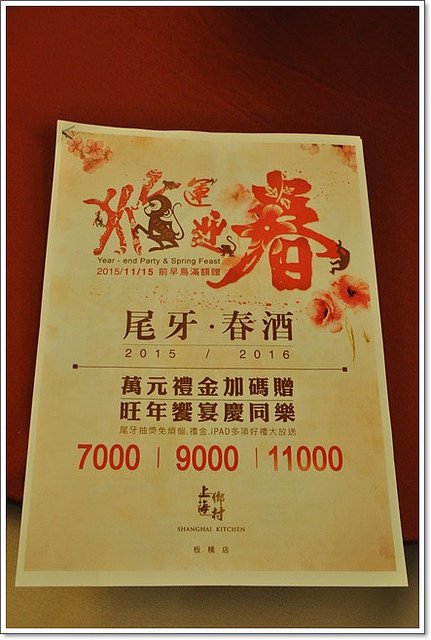 猴運迎春
Year - end Party & Spring Feast
2015/11/15 前早鳥滿額贈
尾牙·春酒
2015 / 2016
萬元禮金加碼贈
旺年饗宴慶同樂
尾牙抽獎免煩惱,禮金,iPAD多項好禮大放送
7000 | 9000 | 11000
上海鄉村
SHANGHAI KITCHEN
板橋店